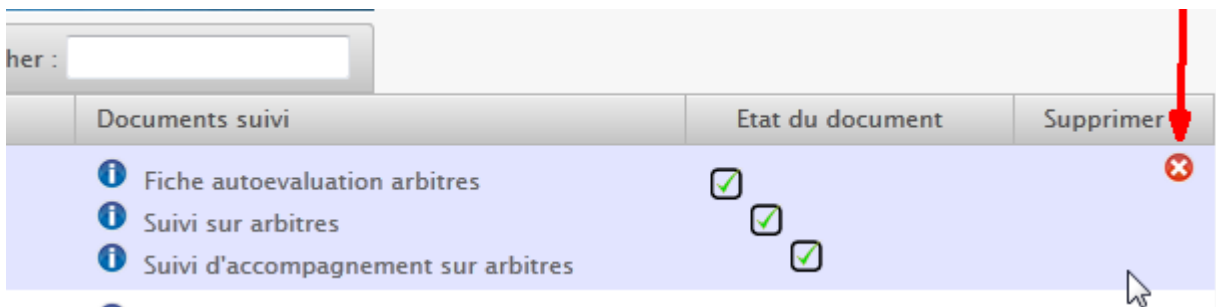 her :
Documents suivi Etat du document Supprimer
Fiche autoevaluation arbitres
Suivi sur arbitres
Suivi d'accompagnement sur arbitres